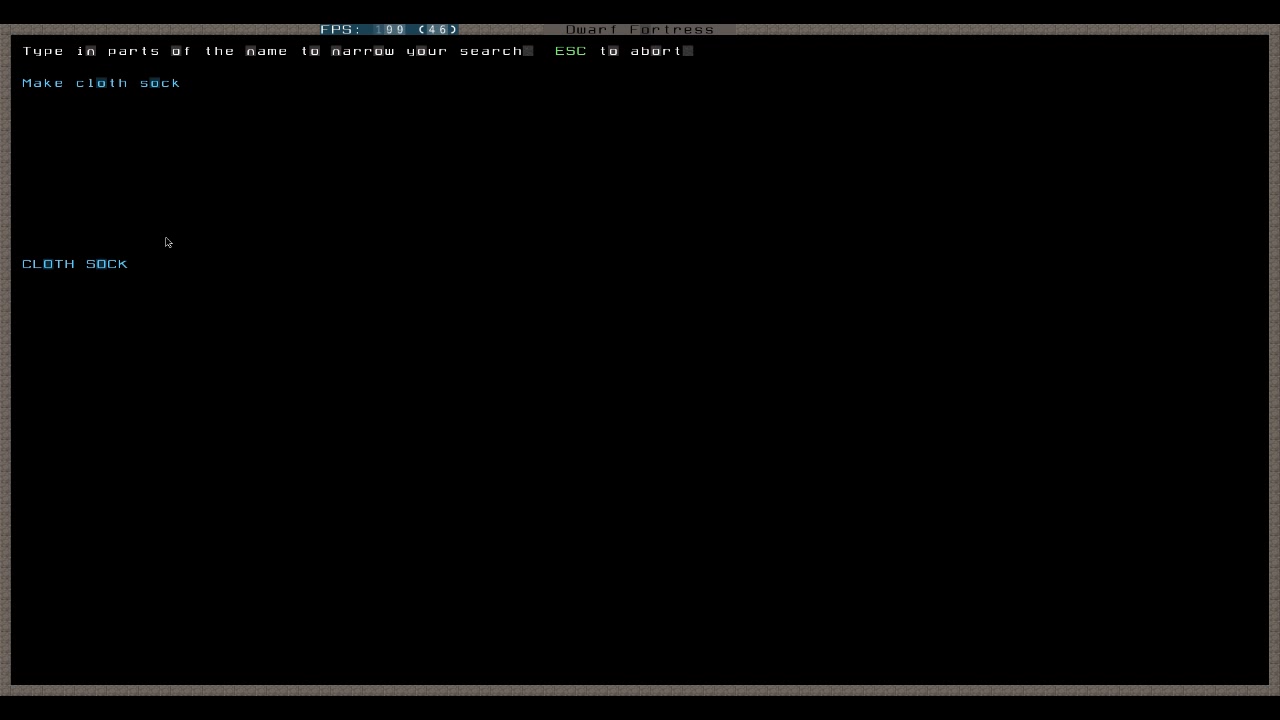 FPS: 199 (46) Dwarf Fortress
Type in parts of the name to narrow your search. ESC to abort.
Make cloth sock
CLOTH SOCK